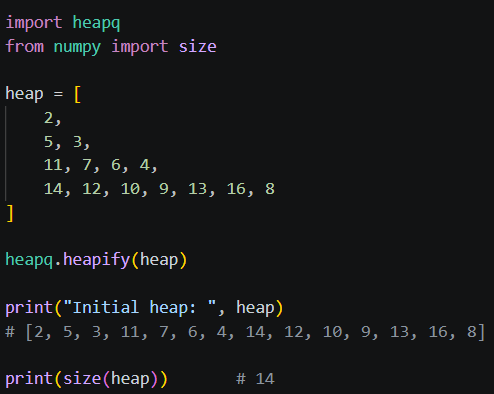 import heapq
from numpy import size
heap = [
2,
5, 3,
11, 7, 6, 4,
14, 12, 10, 9, 13, 16, 8
]
heapq.heapify(heap)
print("Initial heap: ", heap)
# [2, 5, 3, 11, 7, 6, 4, 14, 12, 10, 9, 13, 16, 8]
print(size(heap))       # 14